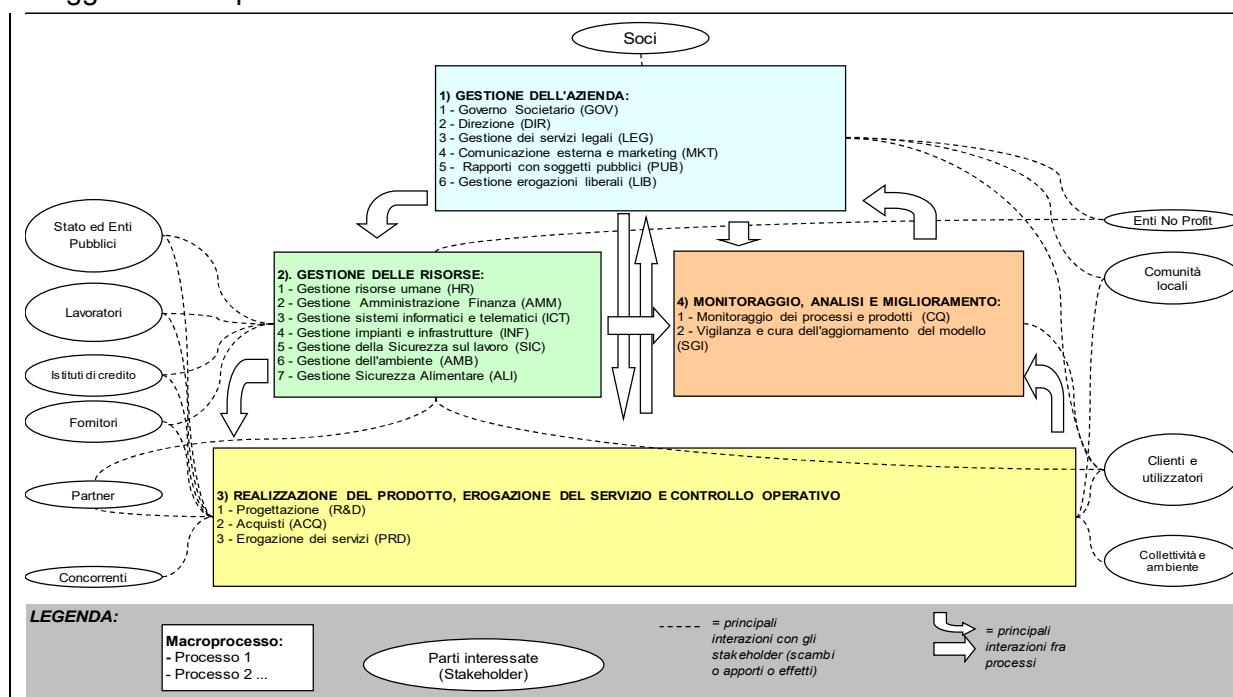 Soci
1) GESTIONE DELL'AZIENDA:
1 - Governo Societario (GOV)
2 - Direzione (DIR)
3 - Gestione dei servizi legali (LEG)
4 - Comunicazione esterna e marketing (MKT)
5 - Rapporti con soggetti pubblici (PUB)
6 - Gestione erogazioni liberali (LIB)
Stato ed Enti
Pubblici
Lavoratori
Istituti di credito
Fornitori
Partner
Concorrenti
2). GESTIONE DELLE RISORSE:
1 - Gestione risorse umane (HR)
2 - Gestione Amministrazione Finanza (AMM)
3 - Gestione sistemi informatici e telematici (ICT)
4 - Gestione impianti e infrastrutture (INF)
5 - Gestione della Sicurezza sul lavoro (SIC)
6 - Gestione dell'ambiente (AMB)
7 - Gestione Sicurezza Alimentare (ALI)
4) MONITORAGGIO, ANALISI E MIGLIORAMENTO:
1 - Monitoraggio dei processi e prodotti (CQ)
2 - Vigilanza e cura dell'aggiornamento del modello
(SGI)
Enti No Profit
Comunità
locali
Clienti e
utilizzatori
Collettività e
ambiente
3) REALIZZAZIONE DEL PRODOTTO, EROGAZIONE DEL SERVIZIO E CONTROLLO OPERATIVO
1 - Progettazione (R&D)
2 - Acquisti (ACQ)
3 - Erogazione dei servizi (PRD)
LEGENDA:
Macroprocesso:
- Processo 1
- Processo 2 ...
Parti interessate
(Stakeholder)
= principali
interazioni con gli
stakeholder (scambi
o apporti o effetti)
= principali
interazioni fra
processi